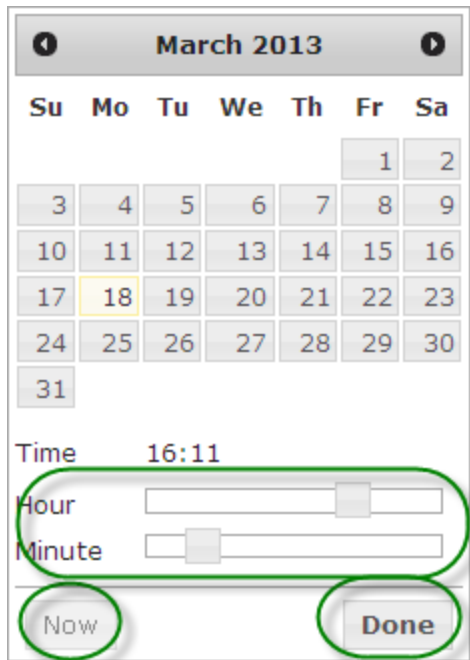 March 2013
Su Mo Tu We Th Fr Sa
1 2
3 4 5 6 7 8 9
10 11 12 13 14 15 16
17 18 19 20 21 22 23
24 25 26 27 28 29 30
31
Time 16:11
Hour
Minute
Now Done